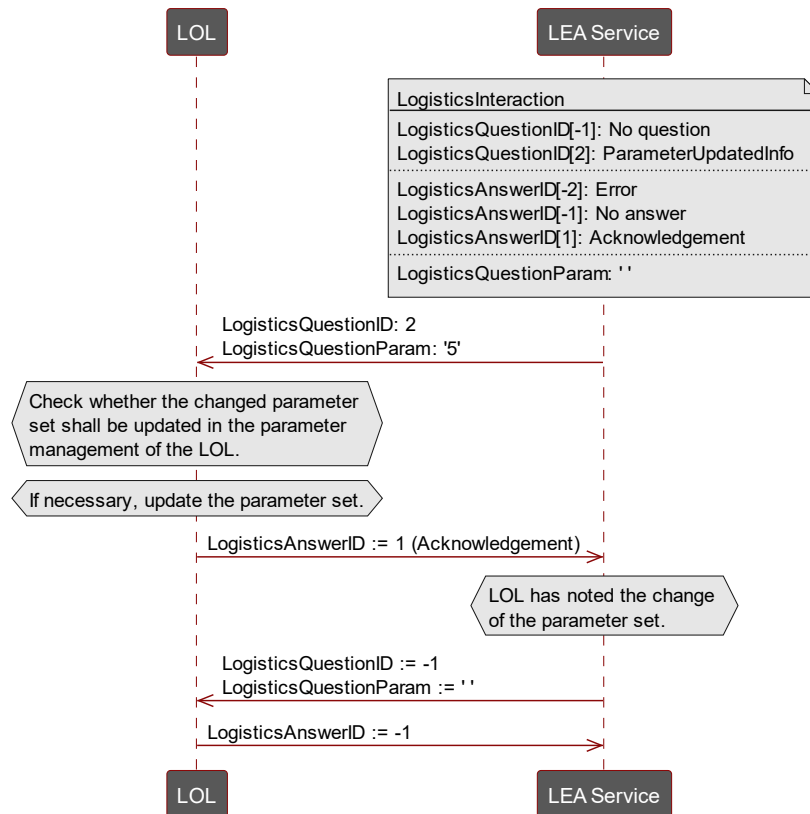 LOL
LEA Service
LogisticsInteraction
LogisticsQuestionID[-1]: No question
LogisticsQuestionID[2]: ParameterUpdatedInfo
LogisticsAnswerID[-2]: Error
LogisticsAnswerID[-1]: No answer
LogisticsAnswerID[1]: Acknowledgement
LogisticsQuestionParam: ' '
LogisticsQuestionID: 2
LogisticsQuestionParam: '5'
Check whether the changed parameter
set shall be updated in the parameter
management of the LOL.
If necessary, update the parameter set.
LogisticsAnswerID := 1 (Acknowledgement)
LOL has noted the change
of the parameter set.
LogisticsQuestionID := -1
LogisticsQuestionParam := ' '
LogisticsAnswerID := -1
LOL
LEA Service